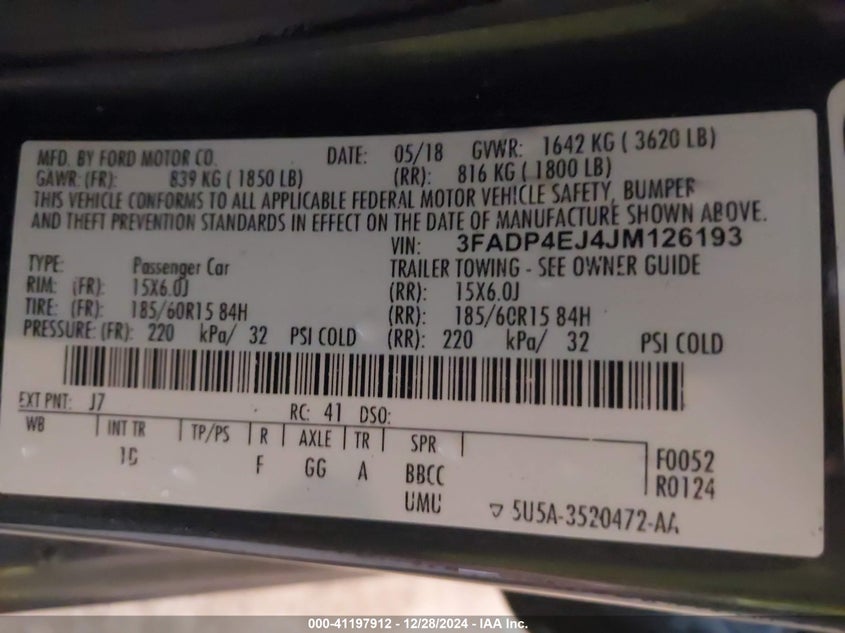 MFD. BY FORD MOTOR CO. DATE: 05/18 GVWR: 1642 KG ( 3620 LB)
GAWR: (FR): 839 KG ( 1850 LB) (RR): 816 KG ( 1800 LB)
THIS VEHICLE CONFORMS TO ALL APPLICABLE FEDERAL MOTOR VEHICLE SAFETY, BUMPER
AND THEFT PREVENTION STANDARDS IN EFFECT ON THE DATE OF MANUFACTURE SHOWN ABOVE.
VIN: 3FADP4EJ4JM126193
TYPE: Passenger Car TRAILER TOWING - SEE OWNER GUIDE
RIM: (FR): 15X6.0J (RR): 15X6.0J
TIRE: (FR): 185/60R15 84H (RR): 185/60R15 84H
PRESSURE: (FR): 220 kPa/ 32 PSI COLD (RR): 220 kPa/ 32 PSI COLD
EXT PNT: J7 RC: 41 DSO:
WB INT TR TP/PS R AXLE TR SPR
F GG A BBCC F0052
UMU R0124
5U5A-3520472-AA
000-41197912 - 12/28/2024 - IAA Inc.